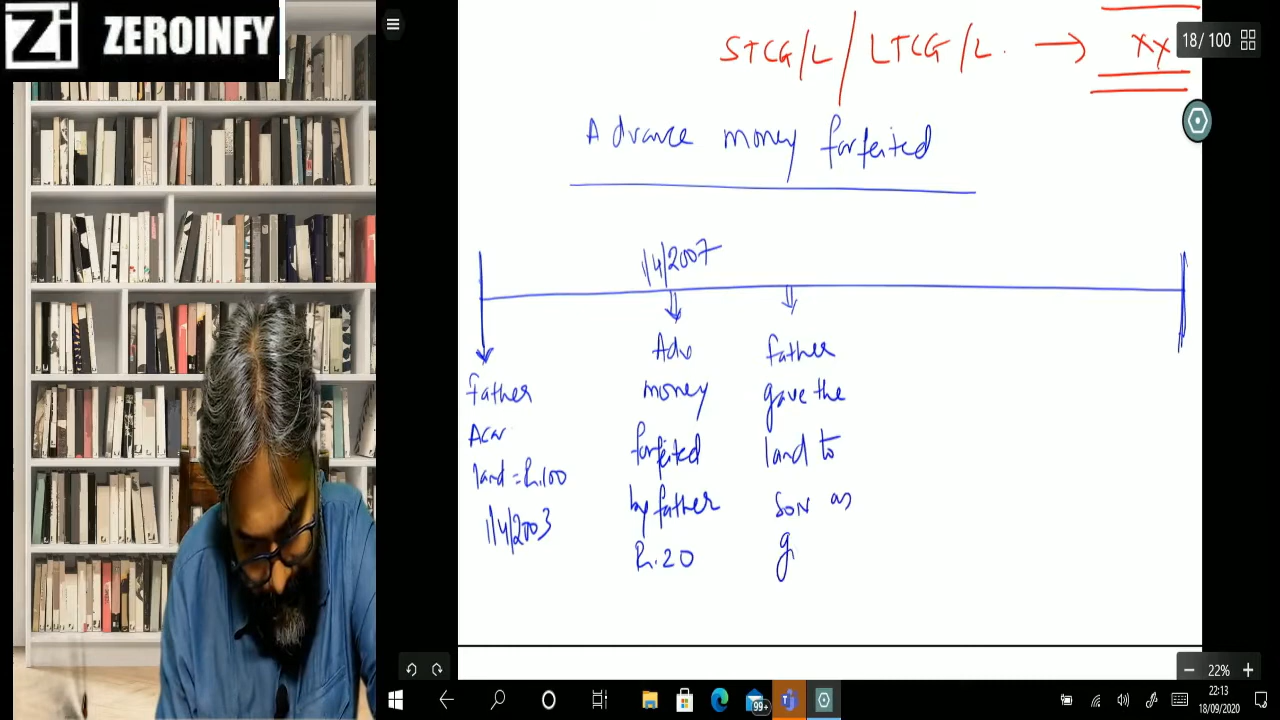 Zi ZEROINFY
STCG/L / LTCG/L. → XX
18/100
Advance money forfeited
1/4/2007
Father
Acq
land = Rs.100
1/4/2003
Adv
money
forfeited
by father
Rs.20
Father
gave the
land to
son as
g
22%
99+
22:13
18/09/2020